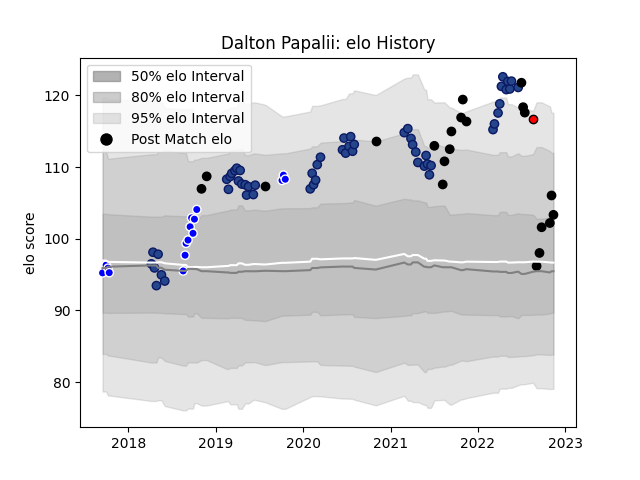 Dalton Papalii: elo History
50% elo Interval
80% elo Interval
95% elo Interval
Post Match elo
elo score
120
110
100
90
80
2018 2019 2020 2021 2022 2023